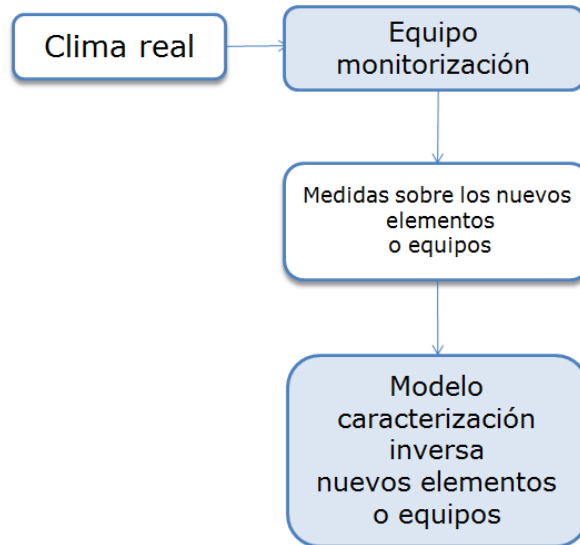 Clima real
Equipo
monitorización
Medidas sobre los nuevos
elementos
o equipos
Modelo
caracterización
inversa
nuevos elementos
o equipos